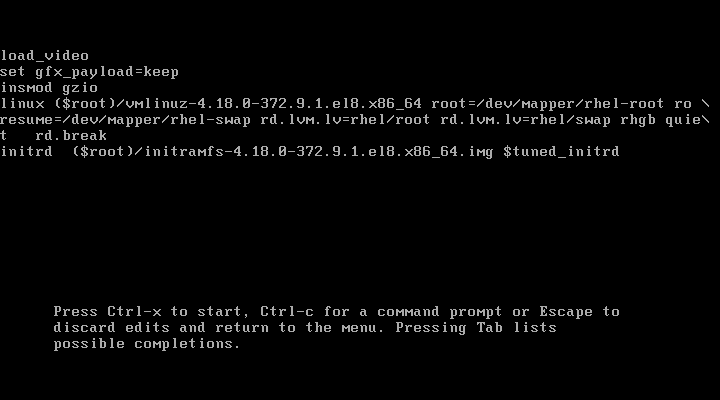 load_video
set gfx_payload=keep
insmod gzio
linux ($root)/vmlinuz-4.18.0-372.9.1.el8.x86_64 root=/dev/mapper/rhel-root ro \
resume=/dev/mapper/rhel-swap rd.lvm.lv=rhel/root rd.lvm.lv=rhel/swap rhgb quie\
t   rd.break
initrd  ($root)/initramfs-4.18.0-372.9.1.el8.x86_64.img $tuned_initrd
Press Ctrl-x to start, Ctrl-c for a command prompt or Escape to
discard edits and return to the menu. Pressing Tab lists
possible completions.